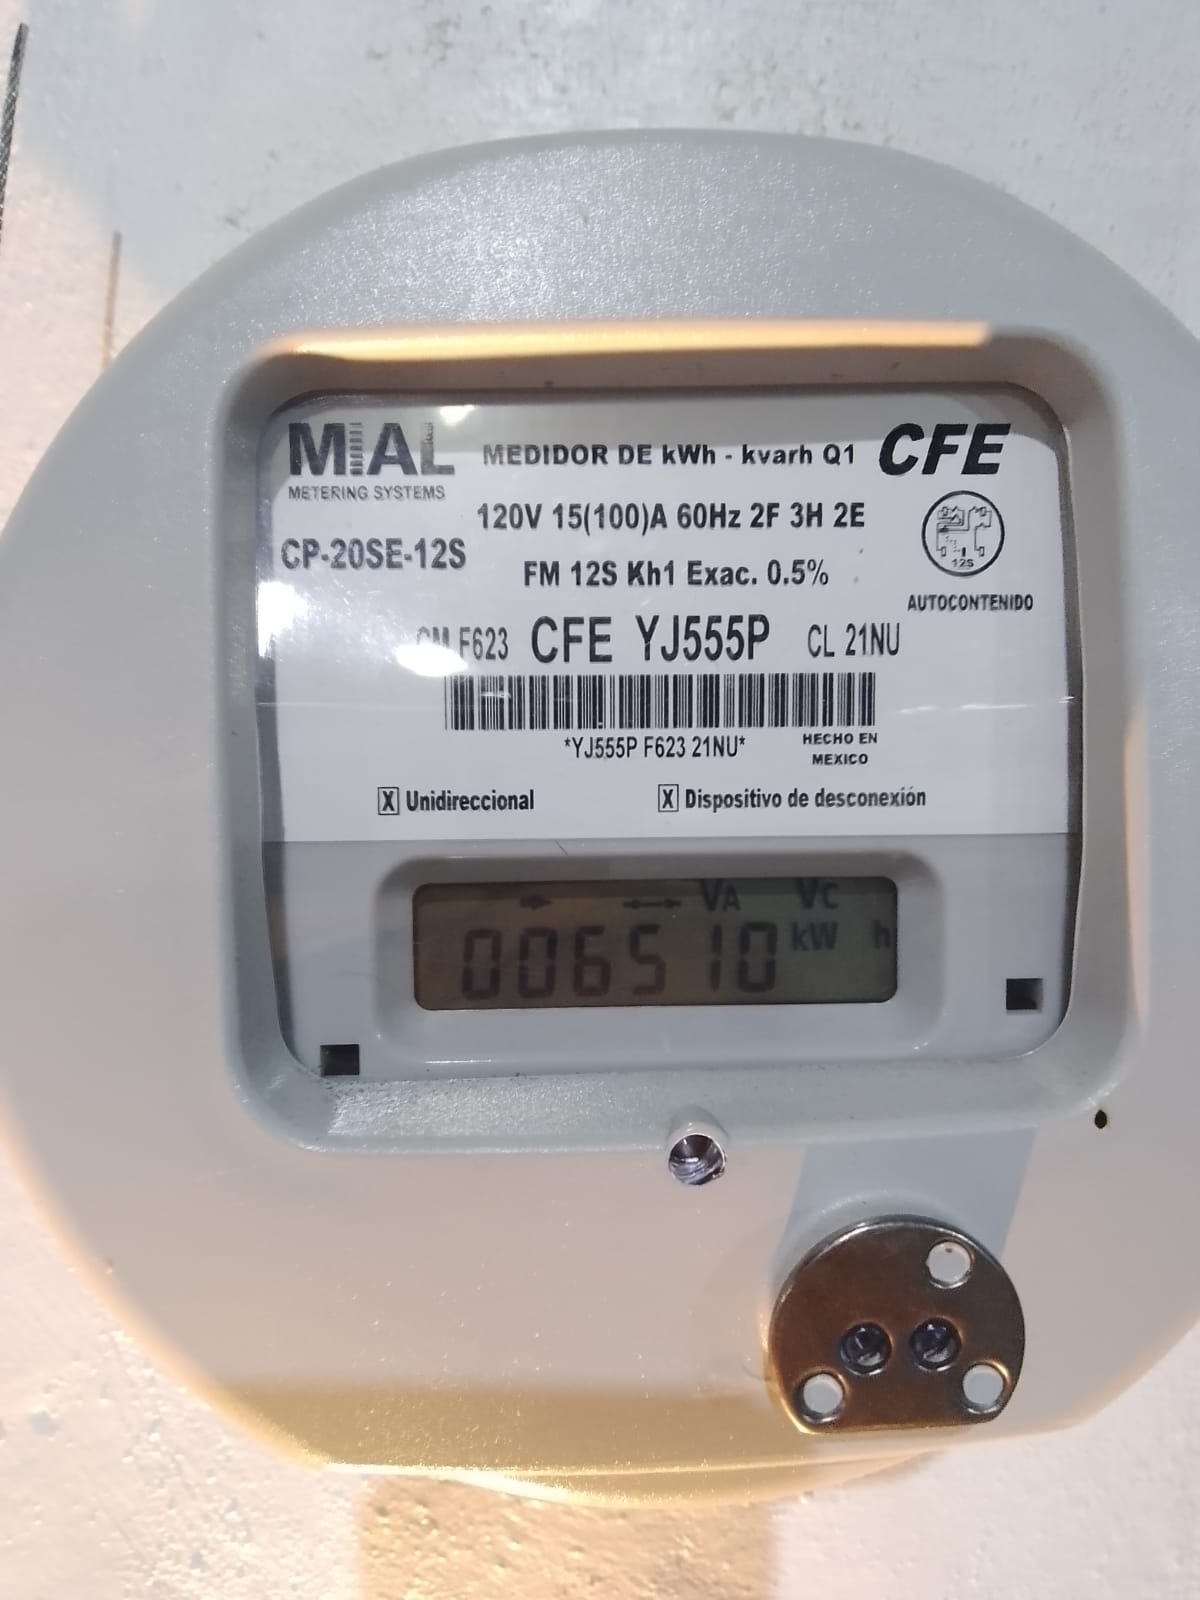 MIAL
METERING SYSTEMS
MEDIDOR DE kWh - kvarh Q1
CFE
120V 15(100)A 60Hz 2F 3H 2E
CP-20SE-12S
FM 12S Kh1 Exac. 0.5%
12S
AUTOCONTENIDO
F623 CFE YJ555P CL 21NU
*YJ555P F623 21NU*
HECHO EN
MEXICO
X Unidireccional
X Dispositivo de desconexión
VA VC
006510 kW h